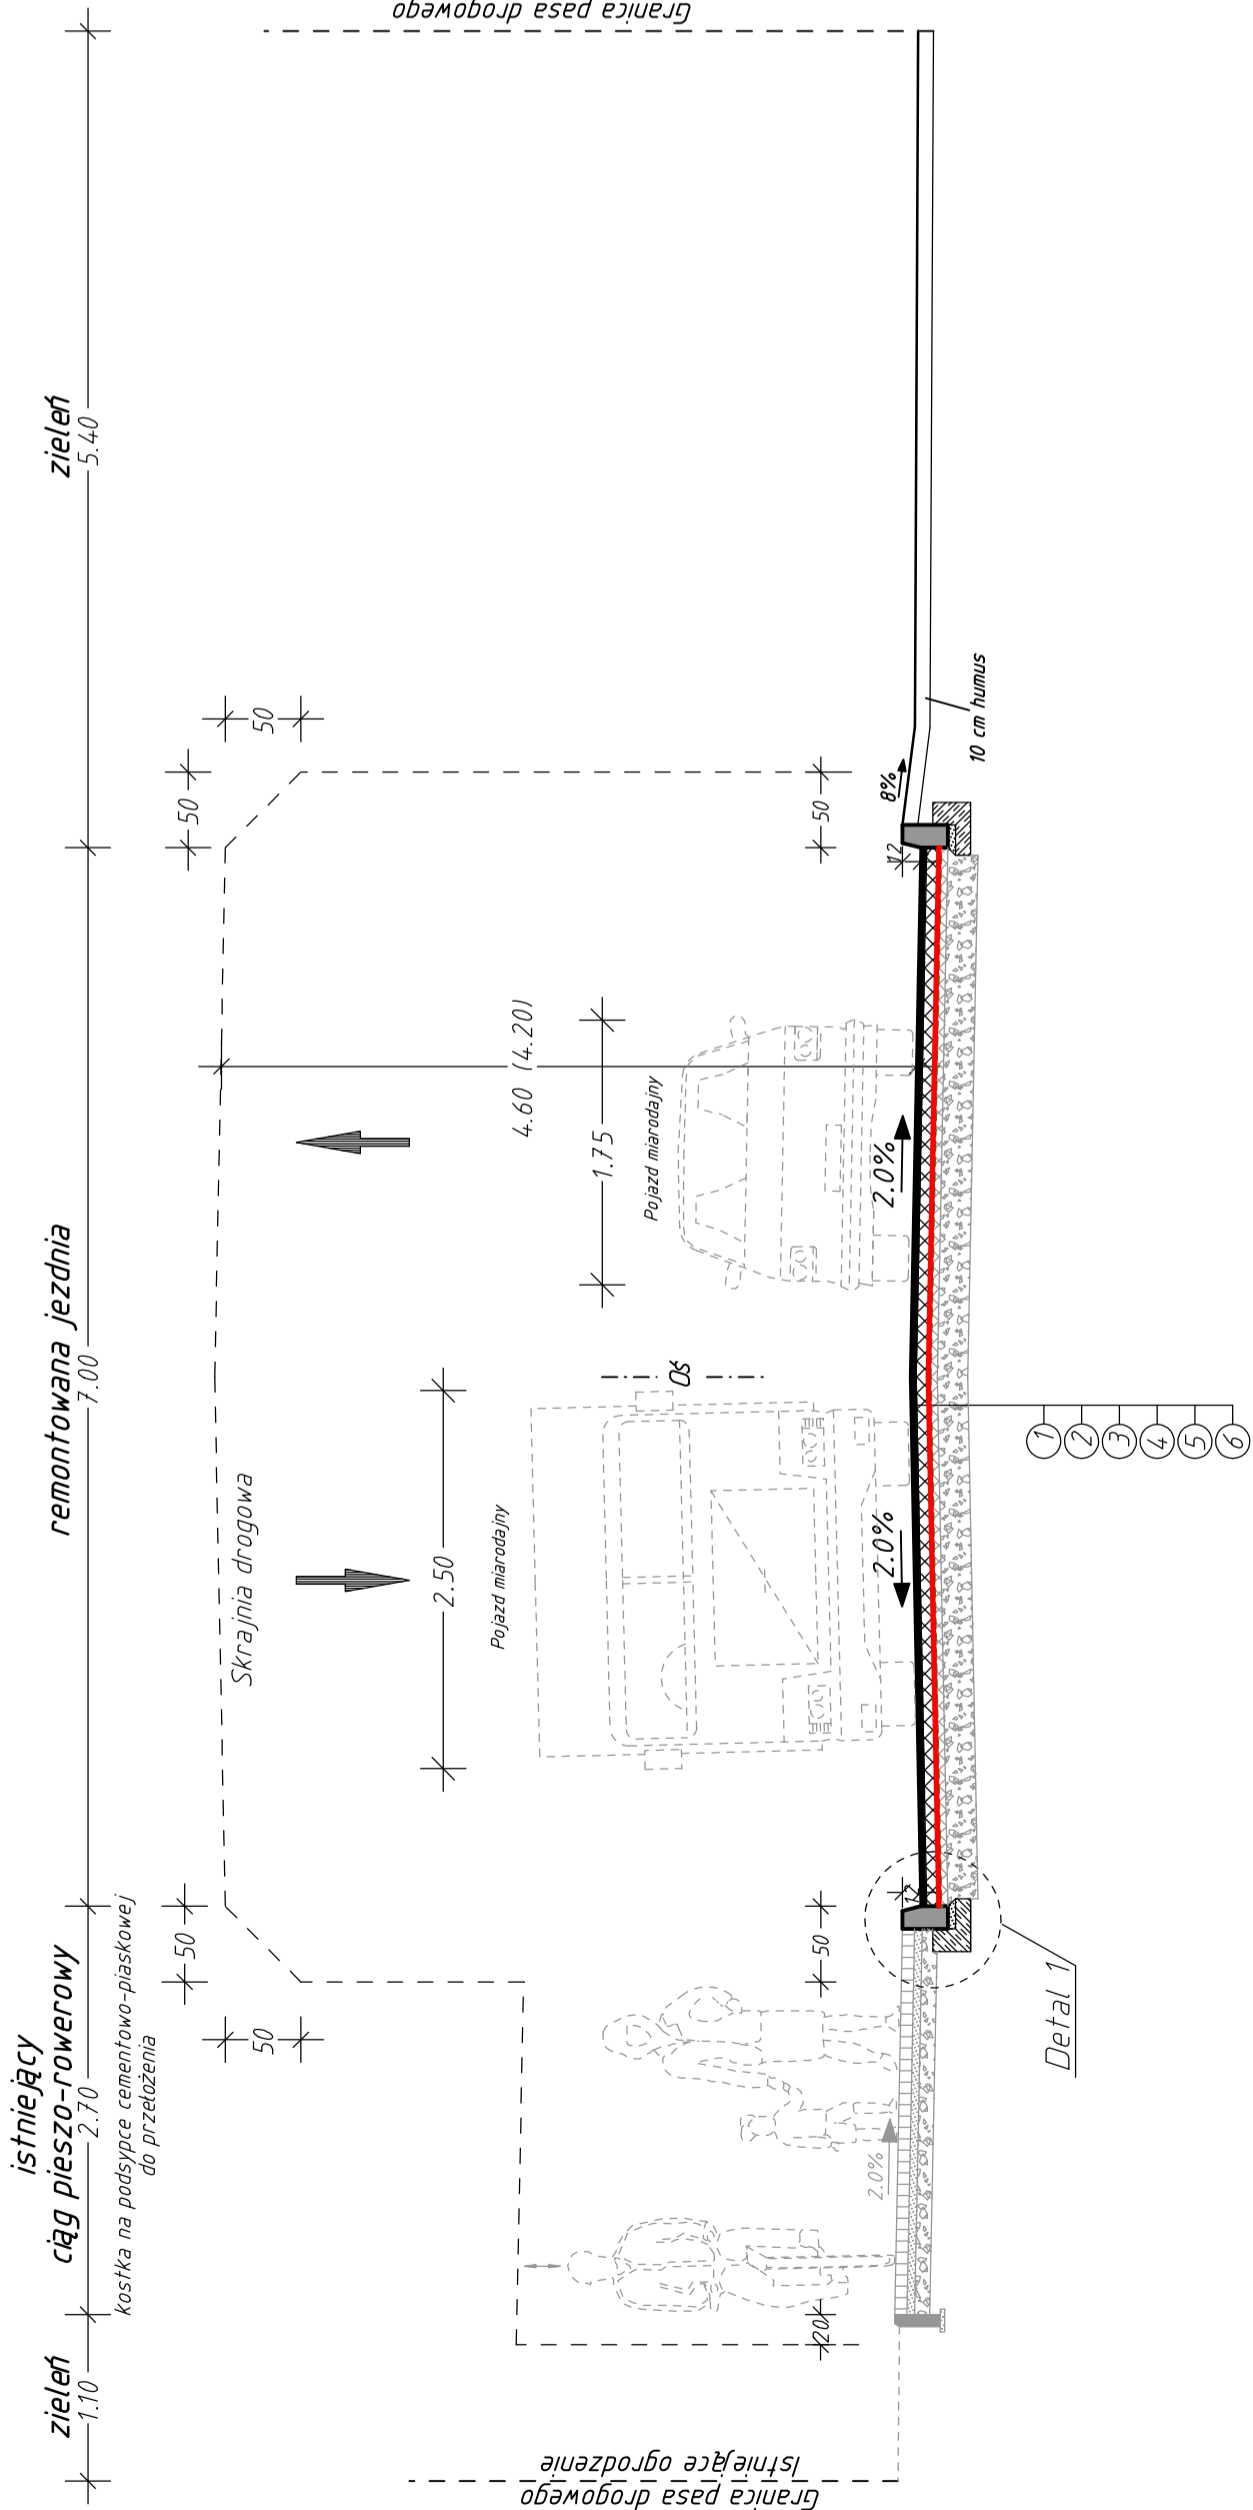 zieleń
1.10
istniejący
ciąg pieszo-rowerowy
2.70
kostka na podsypce cementowo-piaskowej
do przełożenia
remontowana jezdnia
7.00
zieleń
5.40
50
50
50
50
Skrajnia drogowa
2.50
Pojazd miarodajny
4.60 (4.20)
1.75
Pojazd miarodajny
Oś
Granica pasa drogowego
Istniejące ogrodzenie
Granica pasa drogowego
20
50
50
2.0%
2.0%
2.0%
8%
12
12
10 cm humus
Detal 1
1
2
3
4
5
6